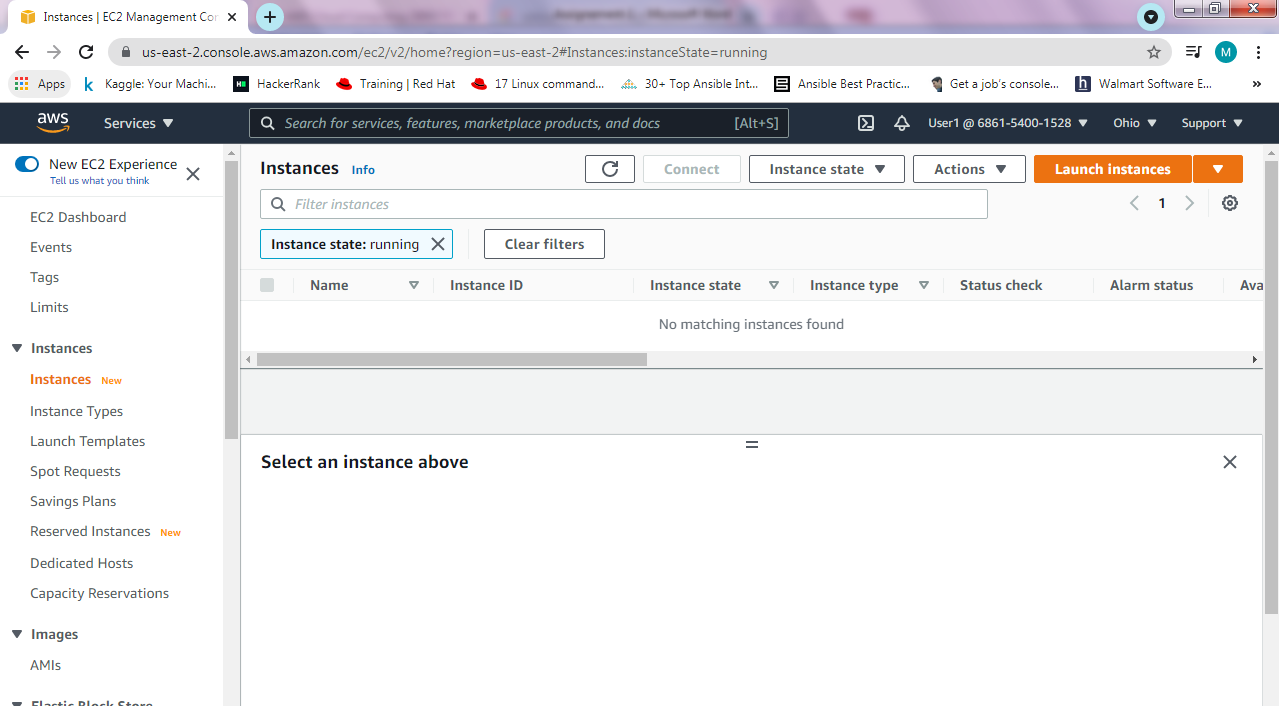 Instances | EC2 Management Con
us-east-2.console.aws.amazon.com/ec2/v2/home?region=us-east-2#Instances:instanceState=running
M
Apps
Kaggle: Your Machi...
HackerRank
Training | Red Hat
17 Linux command...
30+ Top Ansible Int...
Ansible Best Practic...
Get a job's console...
Walmart Software E...
»
aws
Services
Search for services, features, marketplace products, and docs
[Alt+S]
User1 @ 6861-5400-1528
Ohio
Support
New EC2 Experience
Tell us what you think
EC2 Dashboard
Events
Tags
Limits
Instances
Instances New
Instance Types
Launch Templates
Spot Requests
Savings Plans
Reserved Instances New
Dedicated Hosts
Capacity Reservations
Images
AMIs
Elastic Block Store
Instances Info
Connect
Instance state
Actions
Launch instances
Filter instances
1
Instance state: running
Clear filters
Name
Instance ID
Instance state
Instance type
Status check
Alarm status
Ava
No matching instances found
Select an instance above